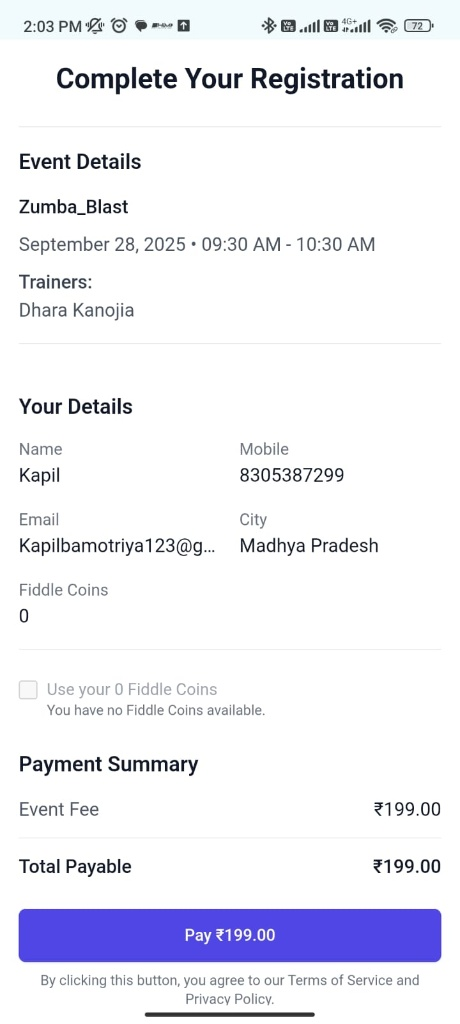 2:03 PM
4G+
72
Complete Your Registration
Event Details
Zumba_Blast
September 28, 2025 • 09:30 AM - 10:30 AM
Trainers:
Dhara Kanojia
Your Details
Name Mobile
Kapil 8305387299
Email City
Kapilbamotriya123@g... Madhya Pradesh
Fiddle Coins
0
Use your 0 Fiddle Coins
You have no Fiddle Coins available.
Payment Summary
Event Fee ₹199.00
Total Payable ₹199.00
Pay ₹199.00
By clicking this button, you agree to our Terms of Service and
Privacy Policy.